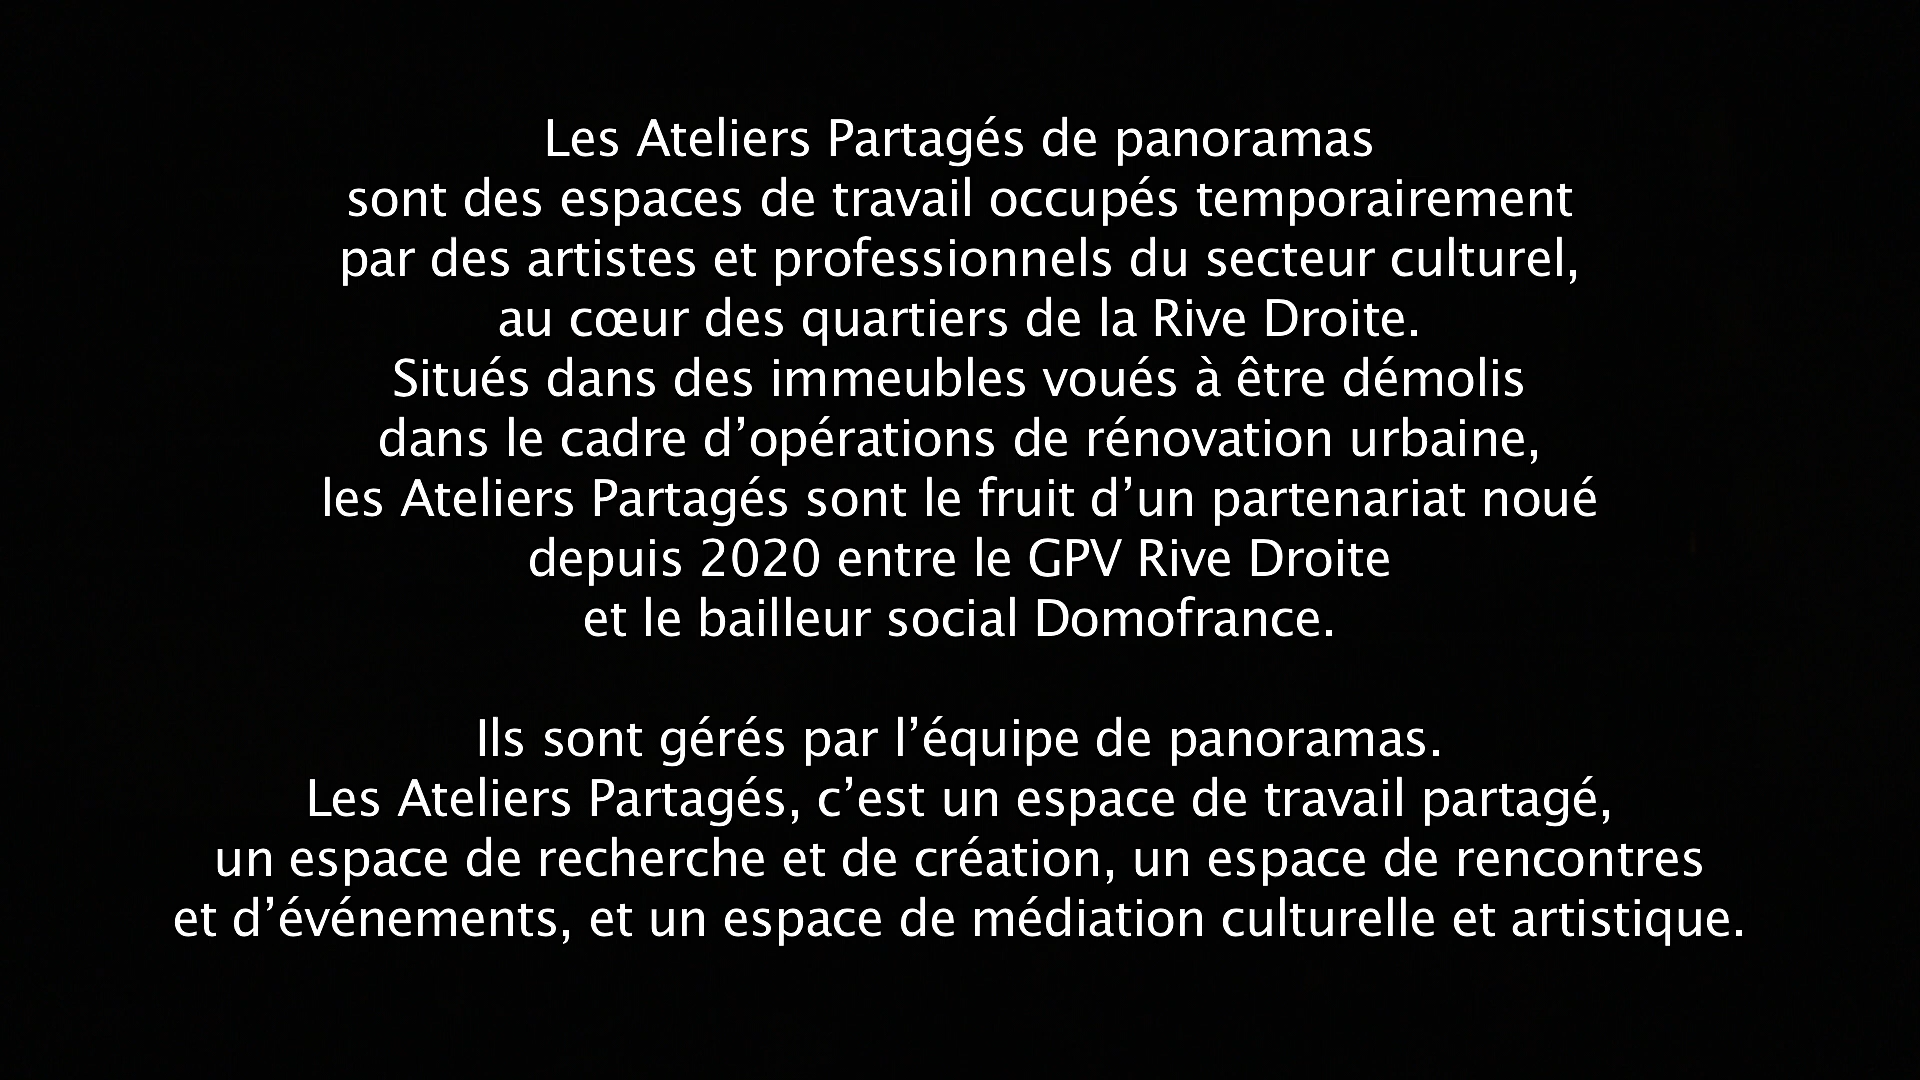 Les Ateliers Partagés de panoramas
sont des espaces de travail occupés temporairement
par des artistes et professionnels du secteur culturel,
au cœur des quartiers de la Rive Droite.
Situés dans des immeubles voués à être démolis
dans le cadre d’opérations de rénovation urbaine,
les Ateliers Partagés sont le fruit d’un partenariat noué
depuis 2020 entre le GPV Rive Droite
et le bailleur social Domofrance.
Ils sont gérés par l’équipe de panoramas.
Les Ateliers Partagés, c’est un espace de travail partagé,
un espace de recherche et de création, un espace de rencontres
et d’événements, et un espace de médiation culturelle et artistique.